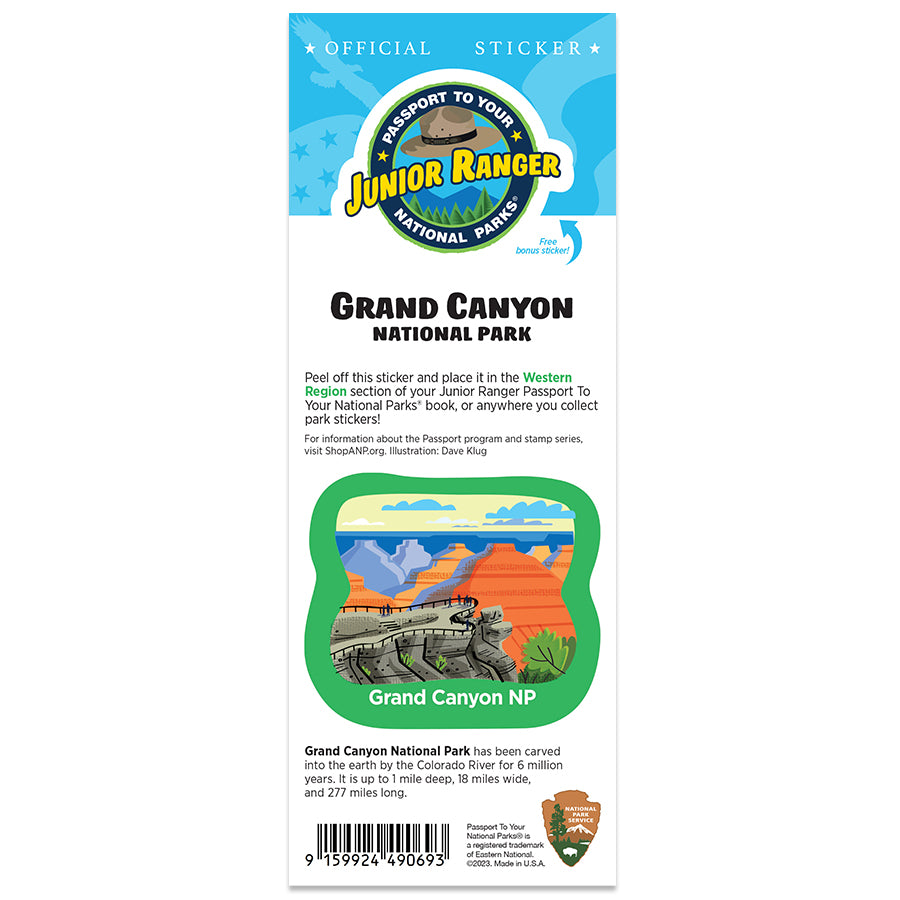 ★ OFFICIAL STICKER ★
PASSPORT TO YOUR
JUNIOR RANGER
NATIONAL PARKS®
Free
bonus sticker!
GRAND CANYON
NATIONAL PARK
Peel off this sticker and place it in the Western
Region section of your Junior Ranger Passport To
Your National Parks® book, or anywhere you collect
park stickers!
For information about the Passport program and stamp series,
visit ShopANP.org. Illustration: Dave Klug
Grand Canyon NP
Grand Canyon National Park has been carved
into the earth by the Colorado River for 6 million
years. It is up to 1 mile deep, 18 miles wide,
and 277 miles long.
9 159924 490693
Passport To Your
National Parks® is
a registered trademark
of Eastern National.
©2023. Made in U.S.A.
NATIONAL
PARK
SERVICE